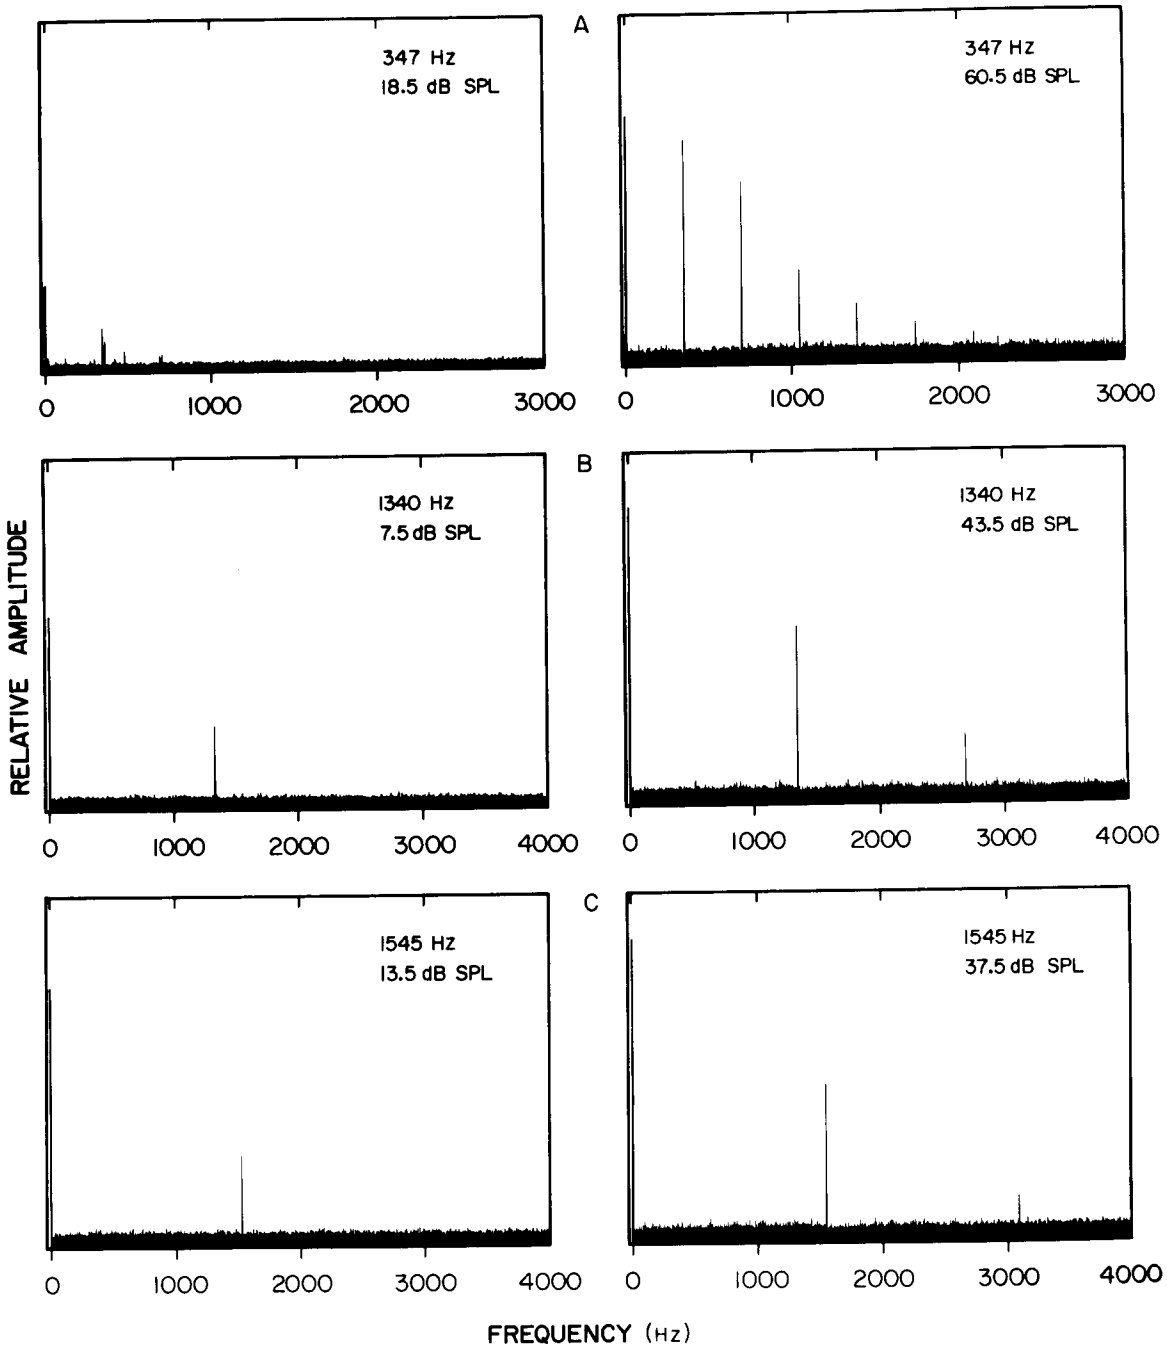 A
347 Hz
18.5 dB SPL
347 Hz
60.5 dB SPL
0 1000 2000 3000
0 1000 2000 3000
B
1340 Hz
7.5 dB SPL
1340 Hz
43.5 dB SPL
0 1000 2000 3000 4000
0 1000 2000 3000 4000
C
1545 Hz
13.5 dB SPL
1545 Hz
37.5 dB SPL
0 1000 2000 3000 4000
0 1000 2000 3000 4000
RELATIVE AMPLITUDE
FREQUENCY (Hz)